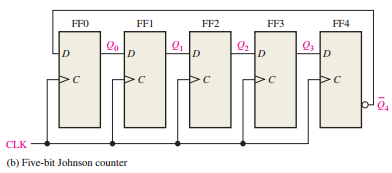 FF0 FF1 FF2 FF3 FF4
Q₀ Q₁ Q₂ Q₃
D D D D D
C C C C C
Q̅₄
CLK
(b) Five-bit Johnson counter